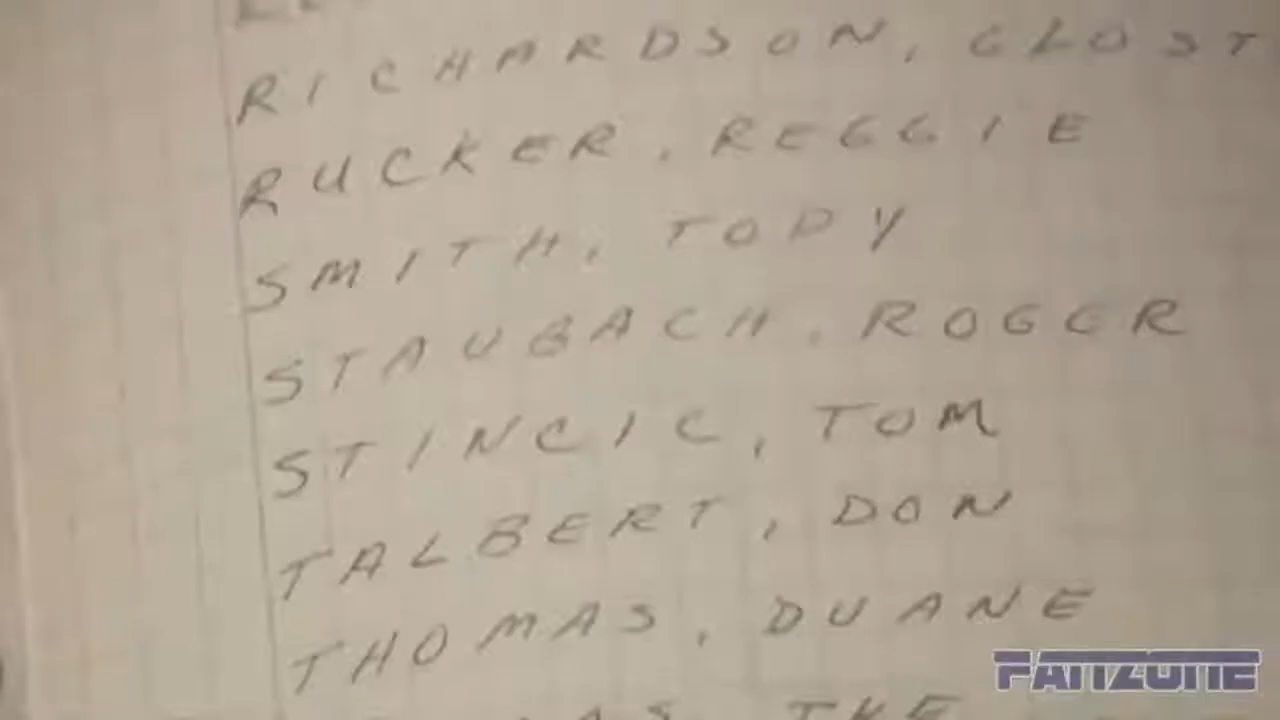 RICHARDSON, GLOST
RUCKER, REGGIE
SMITH, TODY
STAUBACH, ROGER
STINCIC, TOM
TALBERT, DON
THOMAS, DUANE
FANZONE